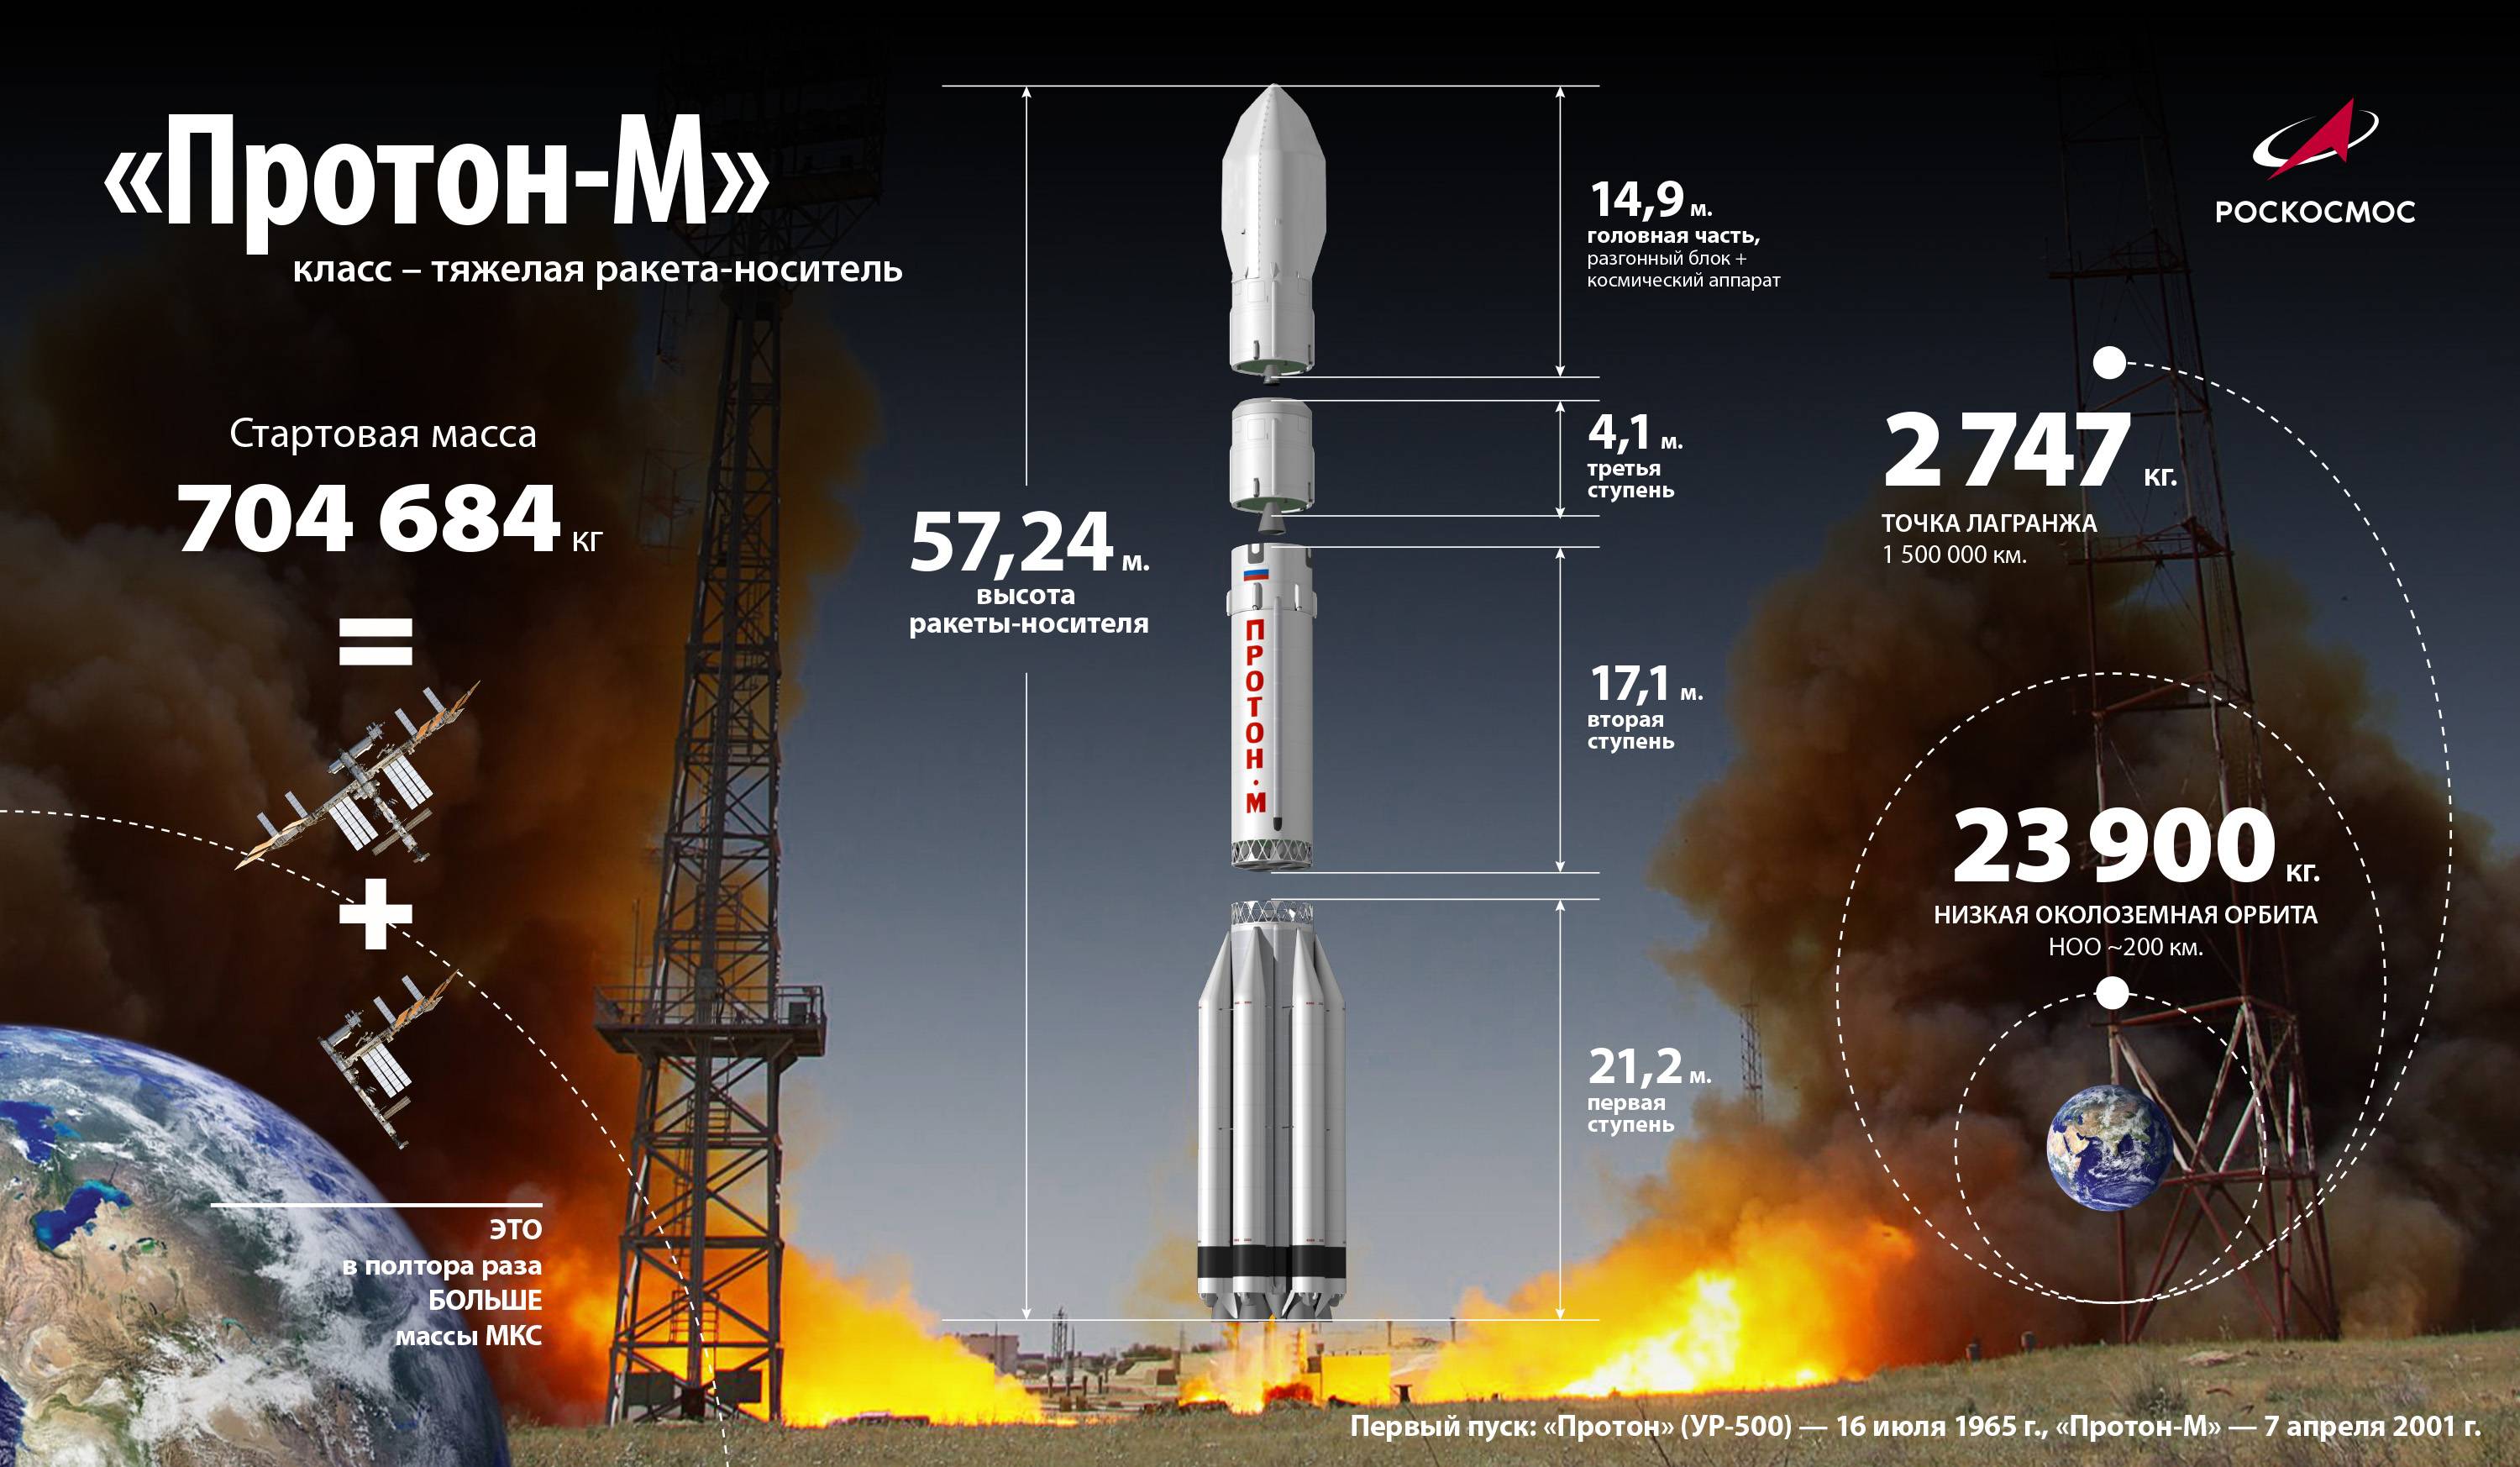 «Протон-М»
класс – тяжелая ракета-носитель
РОСКОСМОС
Стартовая масса
704 684 кг
=
+
ЭТО
в полтора раза
БОЛЬШЕ
массы МКС
57,24 м.
высота
ракеты-носителя
ПРОТОН·М
14,9 м.
головная часть,
разгонный блок +
космический аппарат
4,1 м.
третья
ступень
17,1 м.
вторая
ступень
21,2 м.
первая
ступень
2 747 кг.
ТОЧКА ЛАГРАНЖА
1 500 000 км.
23 900 кг.
НИЗКАЯ ОКОЛОЗЕМНАЯ ОРБИТА
НОО ~200 км.
Первый пуск: «Протон» (УР-500) — 16 июля 1965 г., «Протон-М» — 7 апреля 2001 г.